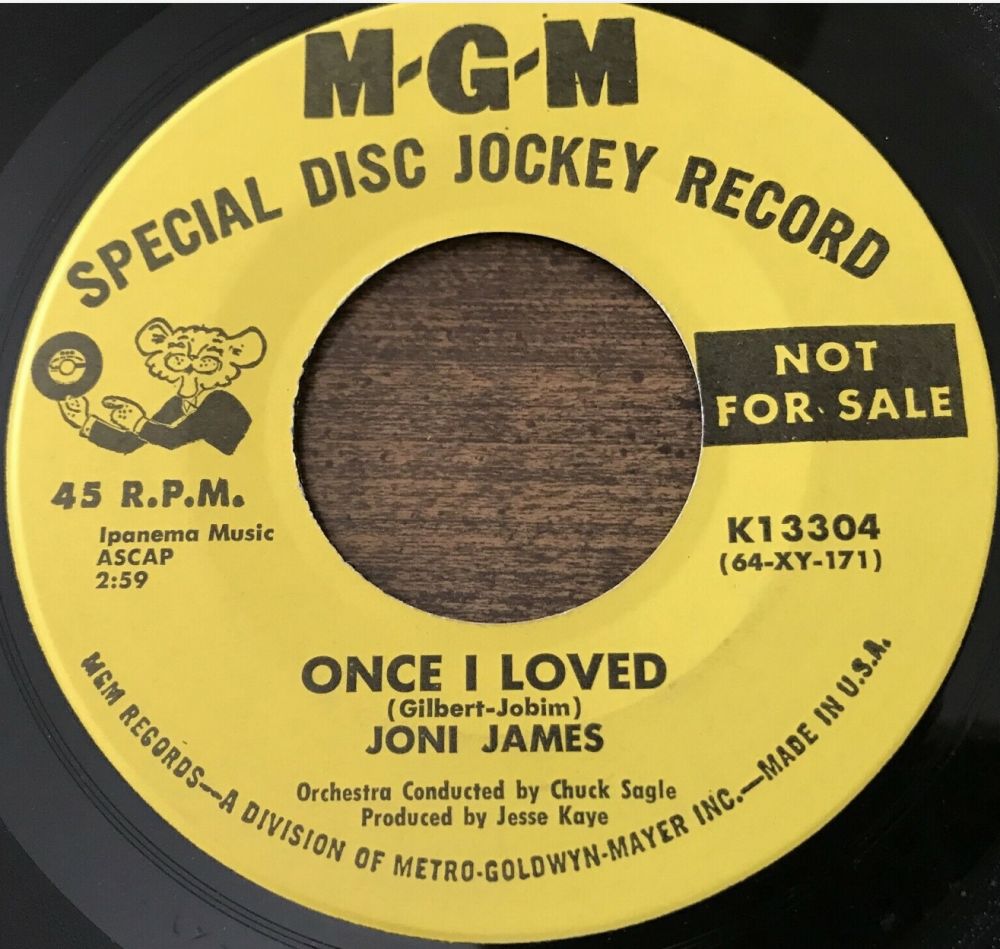 M-G-M
SPECIAL DISC JOCKEY RECORD
NOT
FOR SALE
45 R.P.M.
Ipanema Music
ASCAP
2:59
K13304
(64-XY-171)
ONCE I LOVED
(Gilbert-Jobim)
JONI JAMES
Orchestra Conducted by Chuck Sagle
Produced by Jesse Kaye
MGM RECORDS—A DIVISION OF METRO-GOLDWYN-MAYER INC.—MADE IN U.S.A.